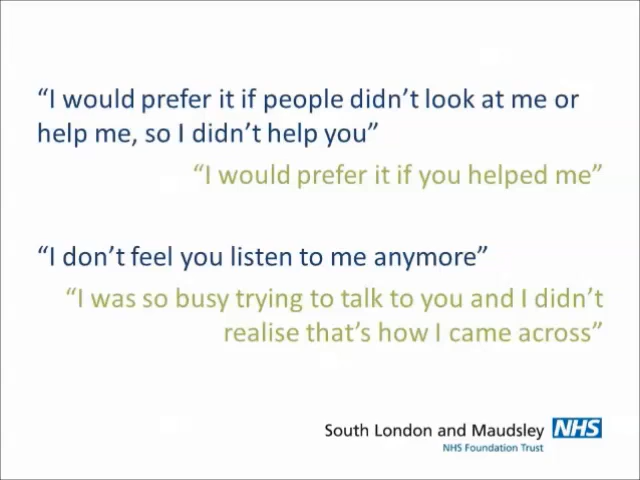 “I would prefer it if people didn’t look at me or
help me, so I didn’t help you”
“I would prefer it if you helped me”
“I don’t feel you listen to me anymore”
“I was so busy trying to talk to you and I didn’t
realise that’s how I came across”
South London and Maudsley NHS
NHS Foundation Trust